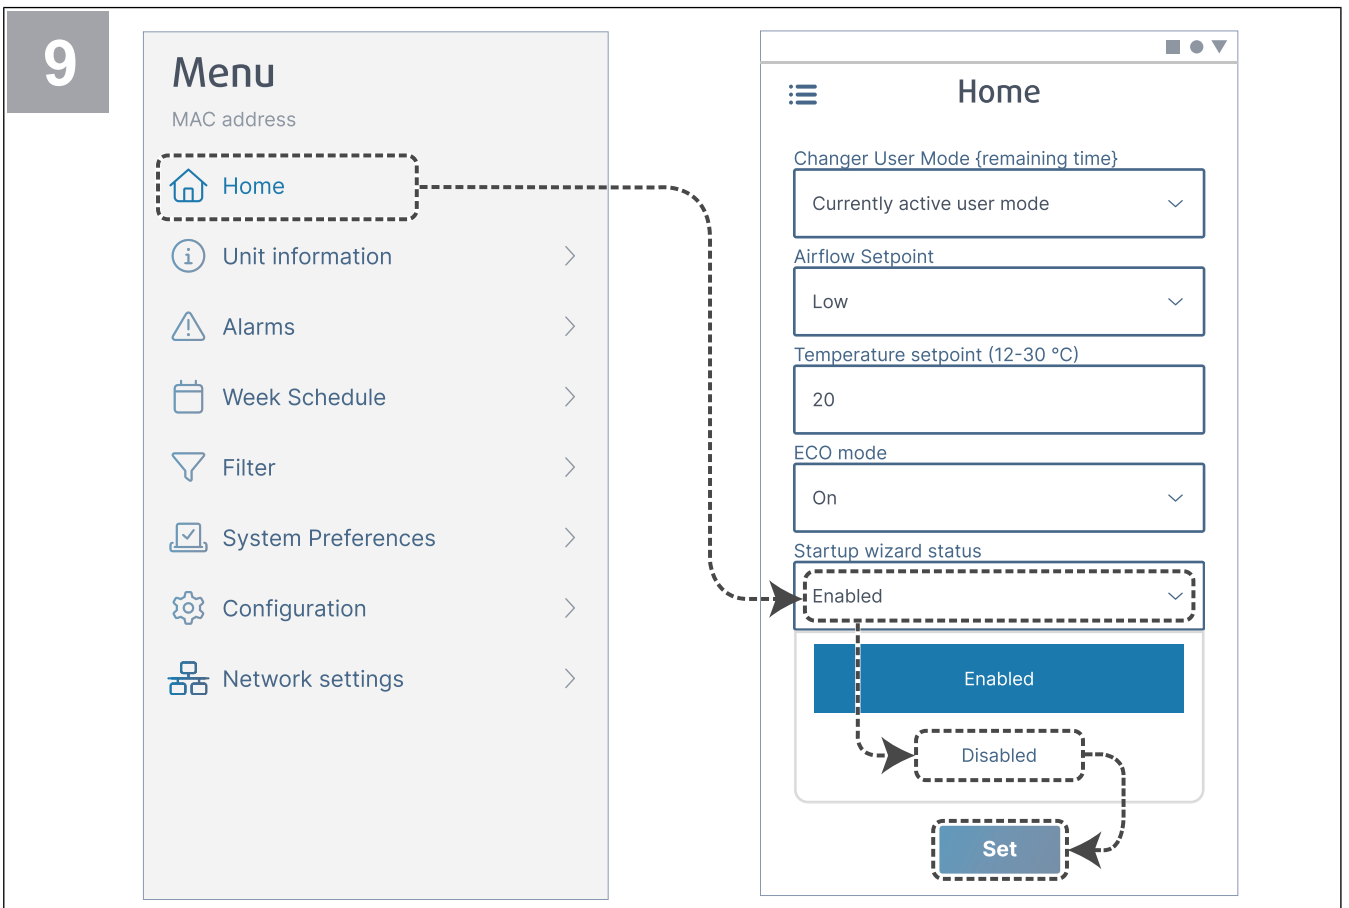 9
Menu
MAC address
Home
Unit information
Alarms
Week Schedule
Filter
System Preferences
Configuration
Network settings
Home
Changer User Mode {remaining time}
Currently active user mode
Airflow Setpoint
Low
Temperature setpoint (12-30 °C)
20
ECO mode
On
Startup wizard status
Enabled
Enabled
Disabled
Set